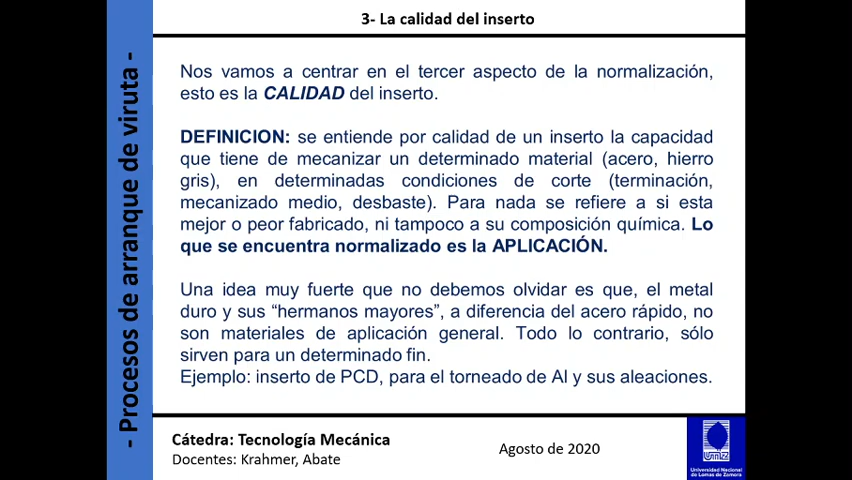 3- La calidad del inserto
- Procesos de arranque de viruta -
Nos vamos a centrar en el tercer aspecto de la normalización,
esto es la CALIDAD del inserto.
DEFINICION: se entiende por calidad de un inserto la capacidad
que tiene de mecanizar un determinado material (acero, hierro
gris), en determinadas condiciones de corte (terminación,
mecanizado medio, desbaste). Para nada se refiere a si esta
mejor o peor fabricado, ni tampoco a su composición química. Lo
que se encuentra normalizado es la APLICACIÓN.
Una idea muy fuerte que no debemos olvidar es que, el metal
duro y sus “hermanos mayores”, a diferencia del acero rápido, no
son materiales de aplicación general. Todo lo contrario, sólo
sirven para un determinado fin.
Ejemplo: inserto de PCD, para el torneado de Al y sus aleaciones.
Cátedra: Tecnología Mecánica
Docentes: Krahmer, Abate
Agosto de 2020
Universidad Nacional
de Lomas de Zamora